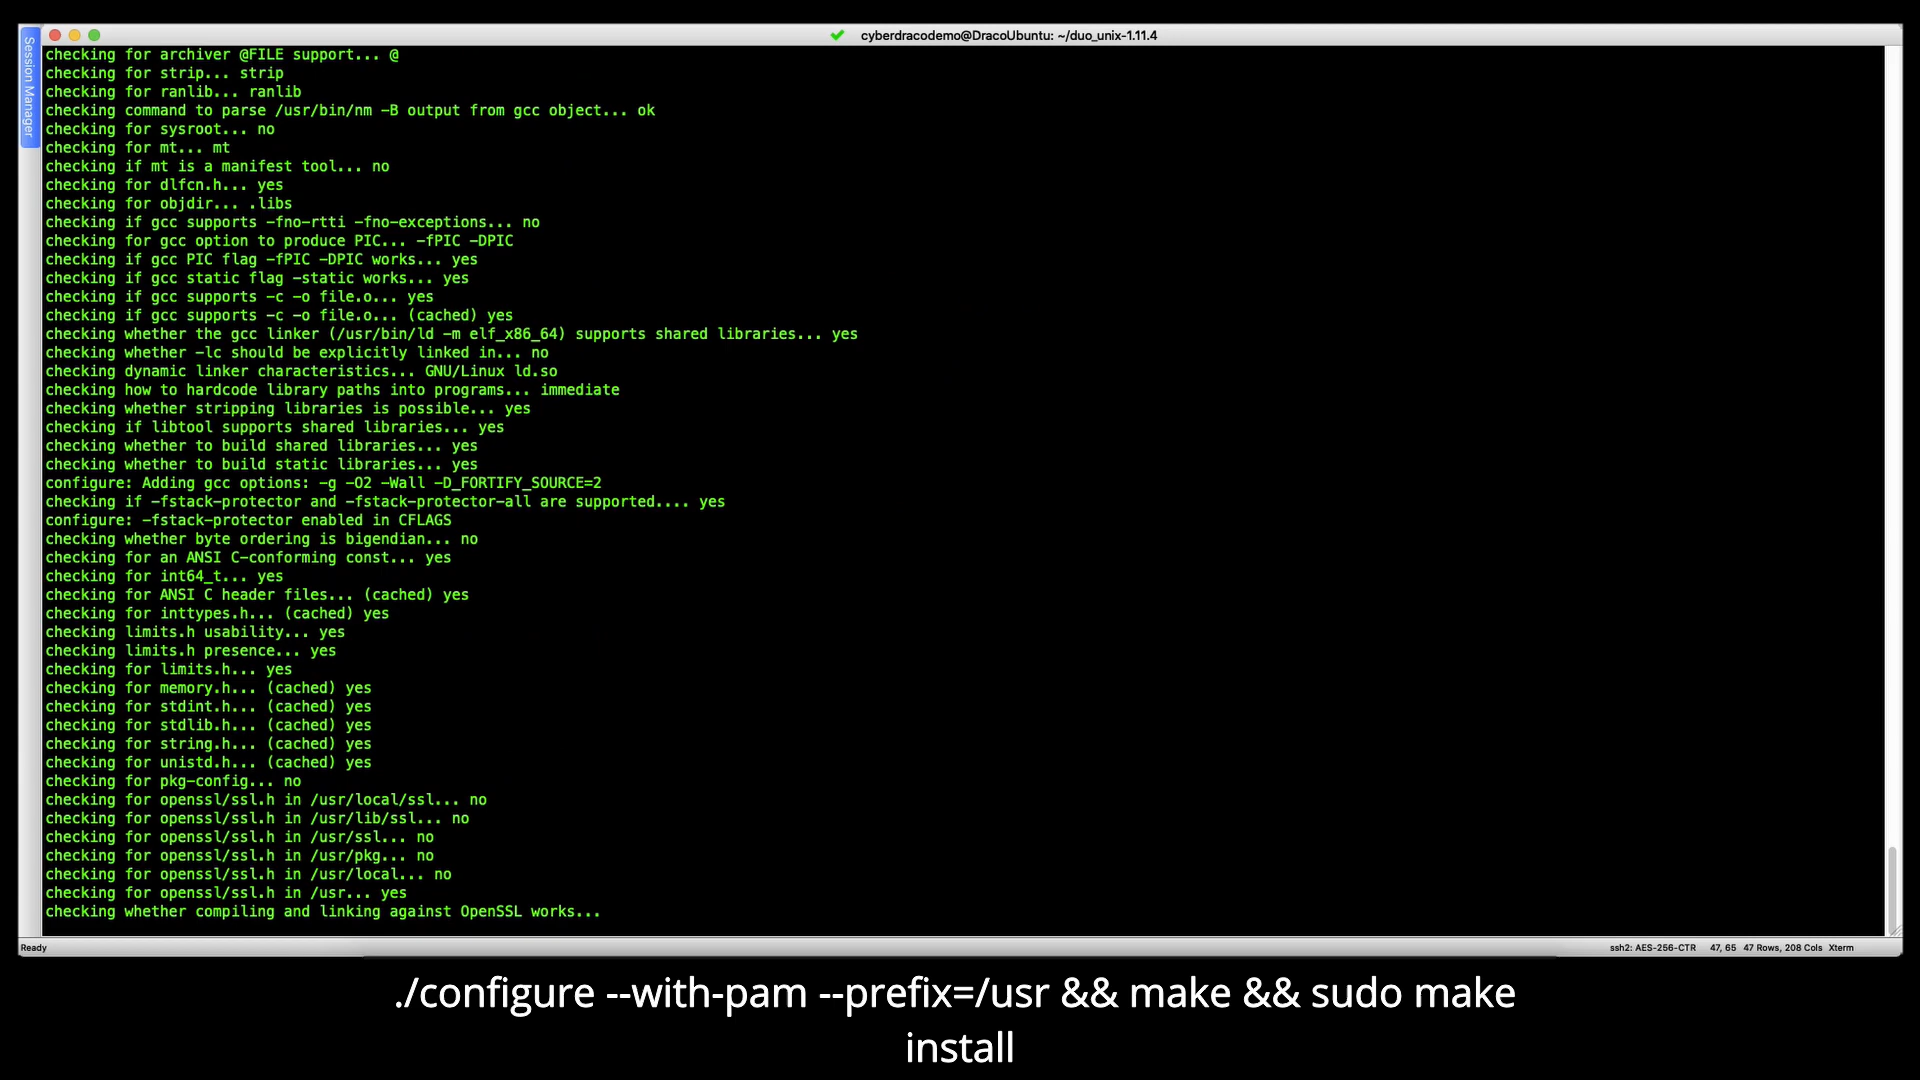 cyberdracodemo@DracoUbuntu: ~/duo_unix-1.11.4
Session Manager
checking for archiver @FILE support... @
checking for strip... strip
checking for ranlib... ranlib
checking command to parse /usr/bin/nm -B output from gcc object... ok
checking for sysroot... no
checking for mt... mt
checking if mt is a manifest tool... no
checking for dlfcn.h... yes
checking for objdir... .libs
checking if gcc supports -fno-rtti -fno-exceptions... no
checking for gcc option to produce PIC... -fPIC -DPIC
checking if gcc PIC flag -fPIC -DPIC works... yes
checking if gcc static flag -static works... yes
checking if gcc supports -c -o file.o... yes
checking if gcc supports -c -o file.o... (cached) yes
checking whether the gcc linker (/usr/bin/ld -m elf_x86_64) supports shared libraries... yes
checking whether -lc should be explicitly linked in... no
checking dynamic linker characteristics... GNU/Linux ld.so
checking how to hardcode library paths into programs... immediate
checking whether stripping libraries is possible... yes
checking if libtool supports shared libraries... yes
checking whether to build shared libraries... yes
checking whether to build static libraries... yes
configure: Adding gcc options: -g -O2 -Wall -D_FORTIFY_SOURCE=2
checking if -fstack-protector and -fstack-protector-all are supported.... yes
configure: -fstack-protector enabled in CFLAGS
checking whether byte ordering is bigendian... no
checking for an ANSI C-conforming const... yes
checking for int64_t... yes
checking for ANSI C header files... (cached) yes
checking for inttypes.h... (cached) yes
checking limits.h usability... yes
checking limits.h presence... yes
checking for limits.h... yes
checking for memory.h... (cached) yes
checking for stdint.h... (cached) yes
checking for stdlib.h... (cached) yes
checking for string.h... (cached) yes
checking for unistd.h... (cached) yes
checking for pkg-config... no
checking for openssl/ssl.h in /usr/local/ssl... no
checking for openssl/ssl.h in /usr/lib/ssl... no
checking for openssl/ssl.h in /usr/ssl... no
checking for openssl/ssl.h in /usr/pkg... no
checking for openssl/ssl.h in /usr/local... no
checking for openssl/ssl.h in /usr... yes
checking whether compiling and linking against OpenSSL works...
Ready ssh2: AES-256-CTR 47, 65 47 Rows, 208 Cols Xterm
./configure --with-pam --prefix=/usr && make && sudo make
install